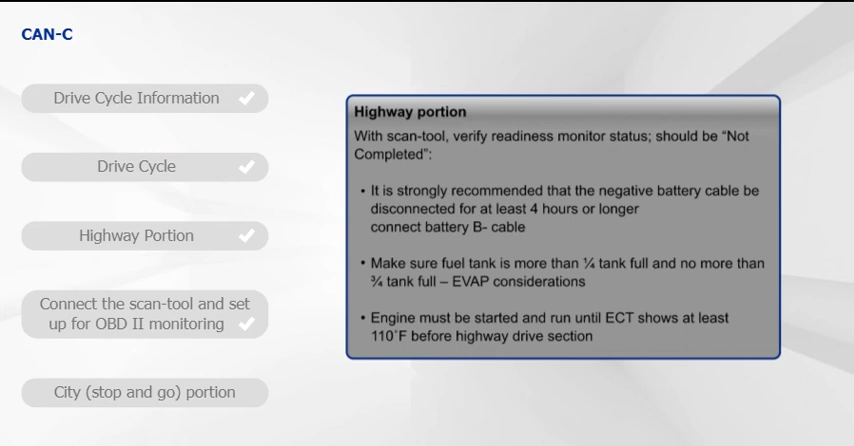 CAN-C
Drive Cycle Information
Drive Cycle
Highway Portion
Connect the scan-tool and set
up for OBD II monitoring
City (stop and go) portion
Highway portion
With scan-tool, verify readiness monitor status; should be “Not
Completed”:
• It is strongly recommended that the negative battery cable be
disconnected for at least 4 hours or longer
connect battery B- cable
• Make sure fuel tank is more than ¼ tank full and no more than
¾ tank full – EVAP considerations
• Engine must be started and run until ECT shows at least
110˚F before highway drive section